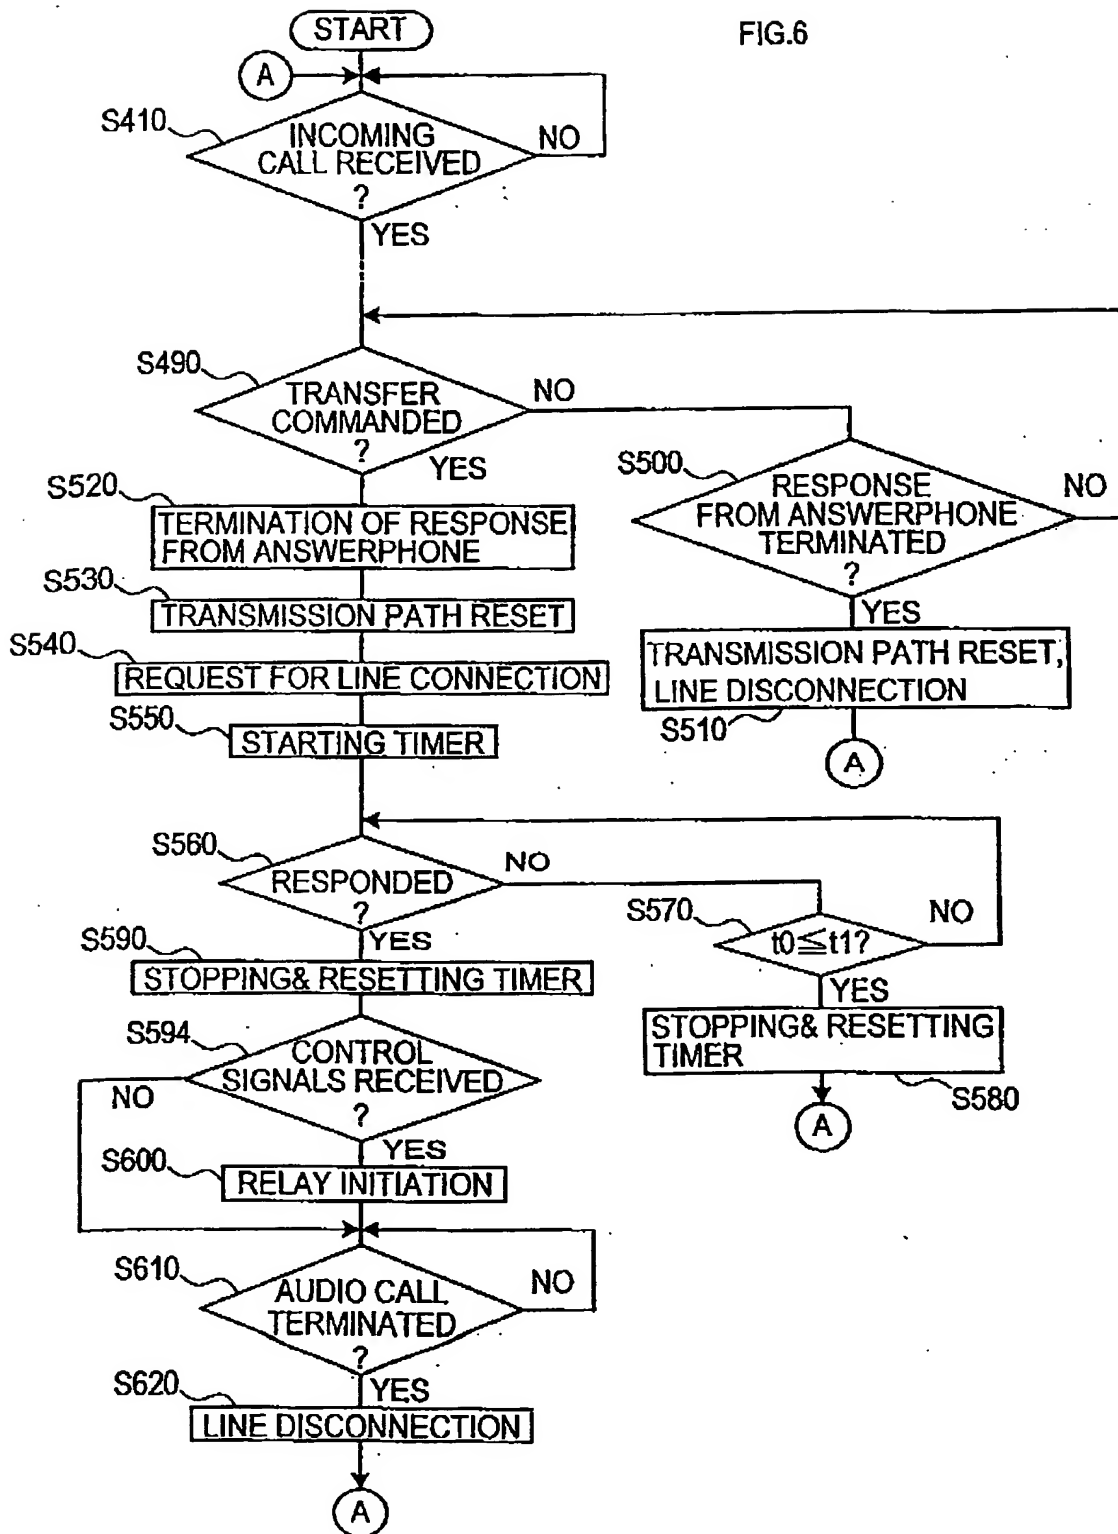 START
FIG.6
A
S410
INCOMING
CALL RECEIVED
?
NO
YES
S490
TRANSFER
COMMANDED
?
NO
YES
S500
RESPONSE
FROM ANSWERPHONE
TERMINATED
?
NO
YES
S520
TERMINATION OF RESPONSE
FROM ANSWERPHONE
S530
TRANSMISSION PATH RESET
S540
REQUEST FOR LINE CONNECTION
S550
STARTING TIMER
TRANSMISSION PATH RESET,
LINE DISCONNECTION
S510
A
S560
RESPONDED
?
NO
YES
S570
t0≦t1?
NO
YES
S590
STOPPING& RESETTING TIMER
STOPPING& RESETTING
TIMER
S580
A
S594
CONTROL
SIGNALS RECEIVED
?
NO
YES
S600
RELAY INITIATION
S610
AUDIO CALL
TERMINATED
?
NO
YES
S620
LINE DISCONNECTION
A